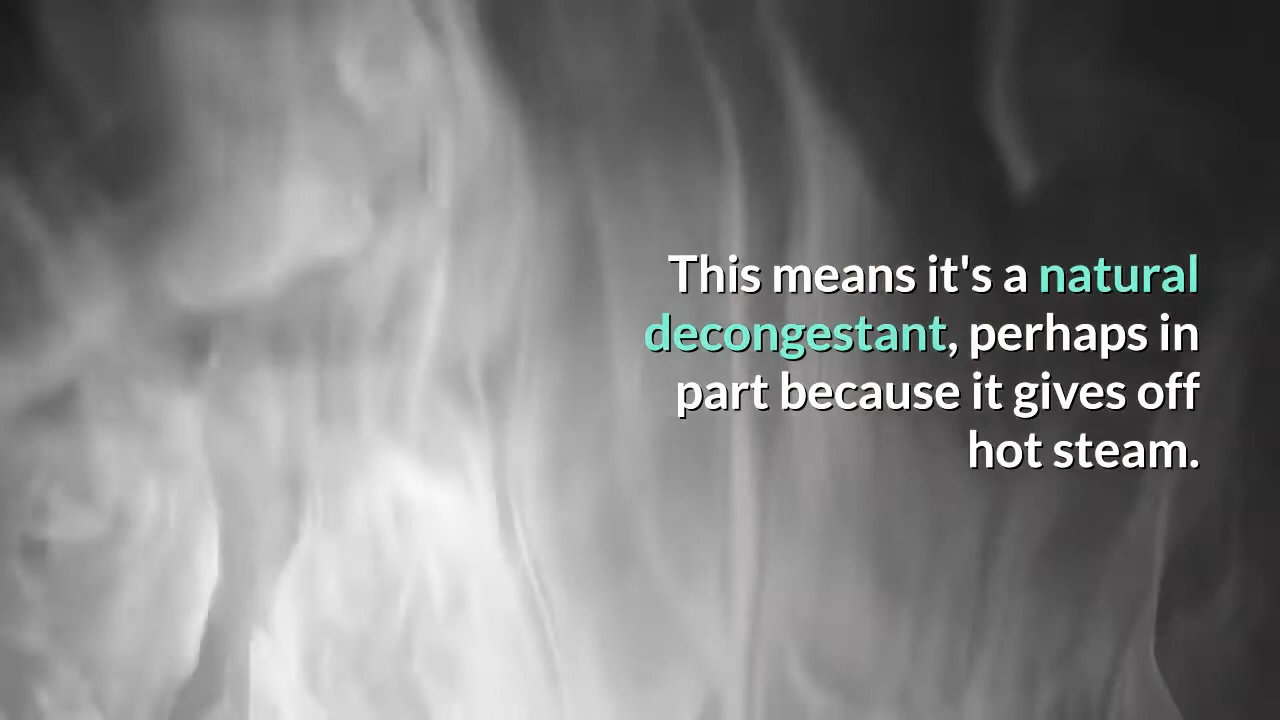 This means it's a natural
decongestant, perhaps in
part because it gives off
hot steam.